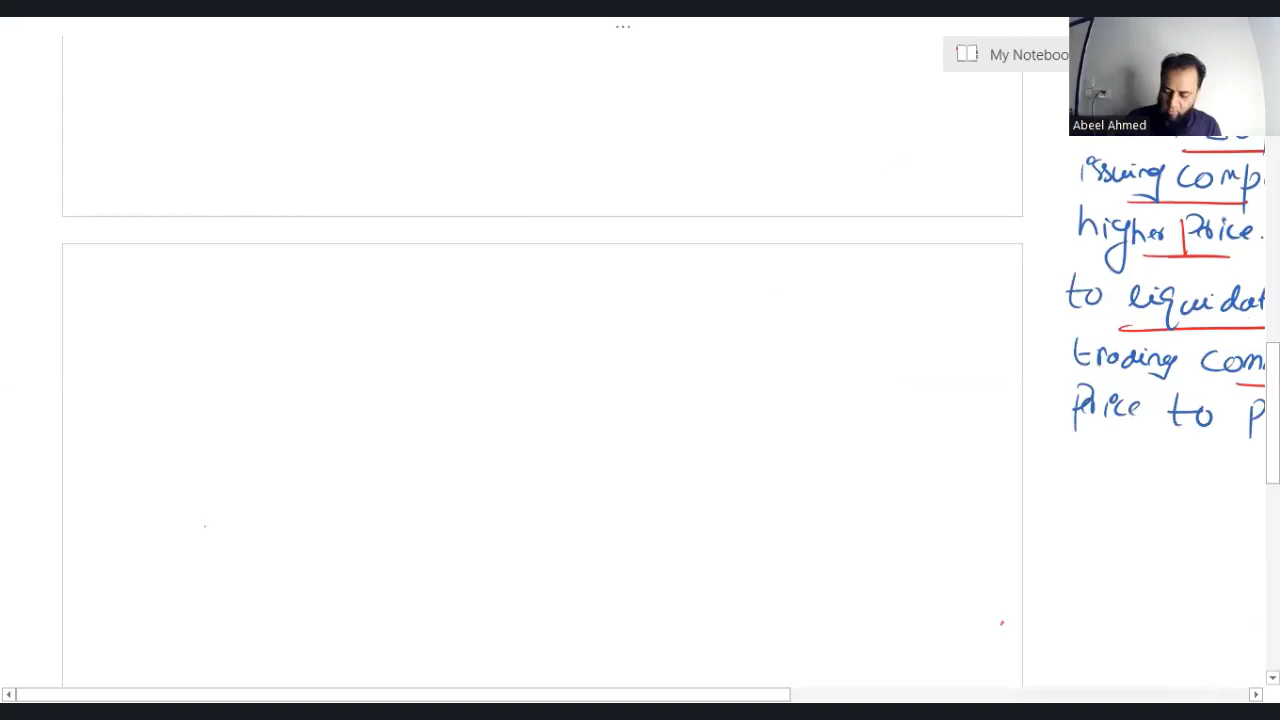 My Noteboo
Abeel Ahmed
issuing comp
higher Price.
to liquidat
trading com
Price to P